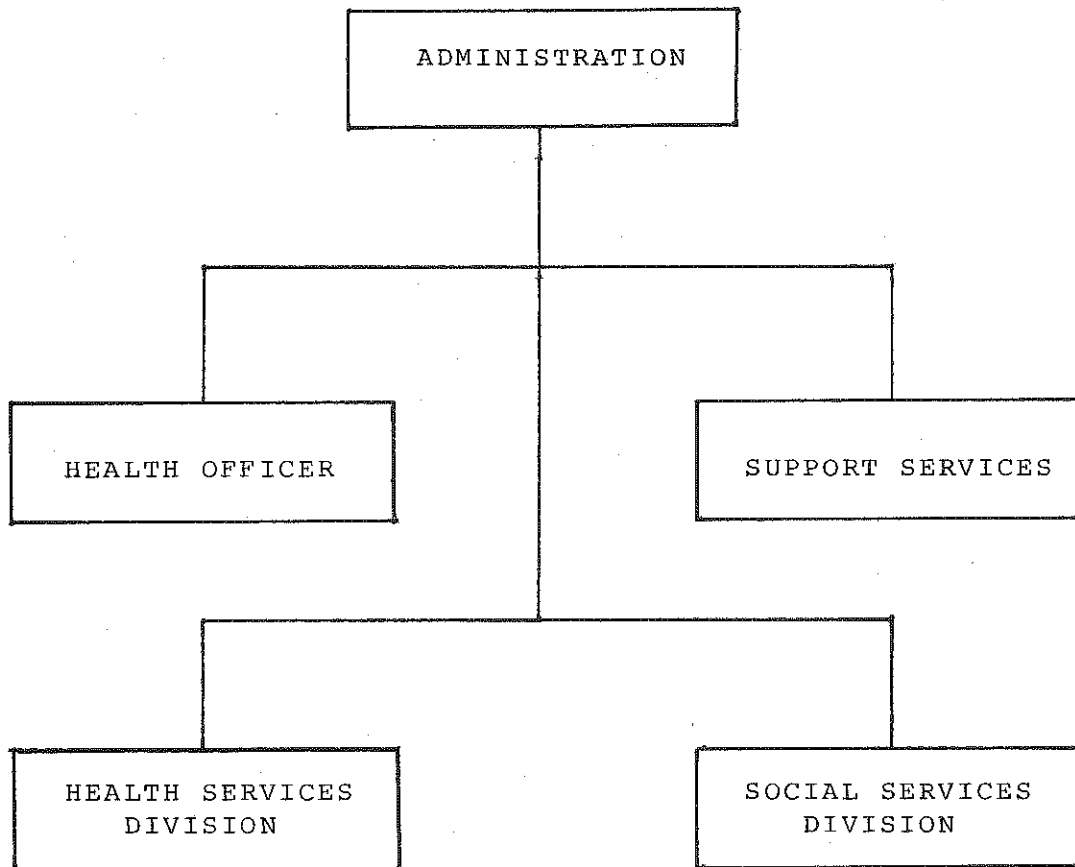 ADMINISTRATION
HEALTH OFFICER
SUPPORT SERVICES
HEALTH SERVICES
DIVISION
SOCIAL SERVICES
DIVISION